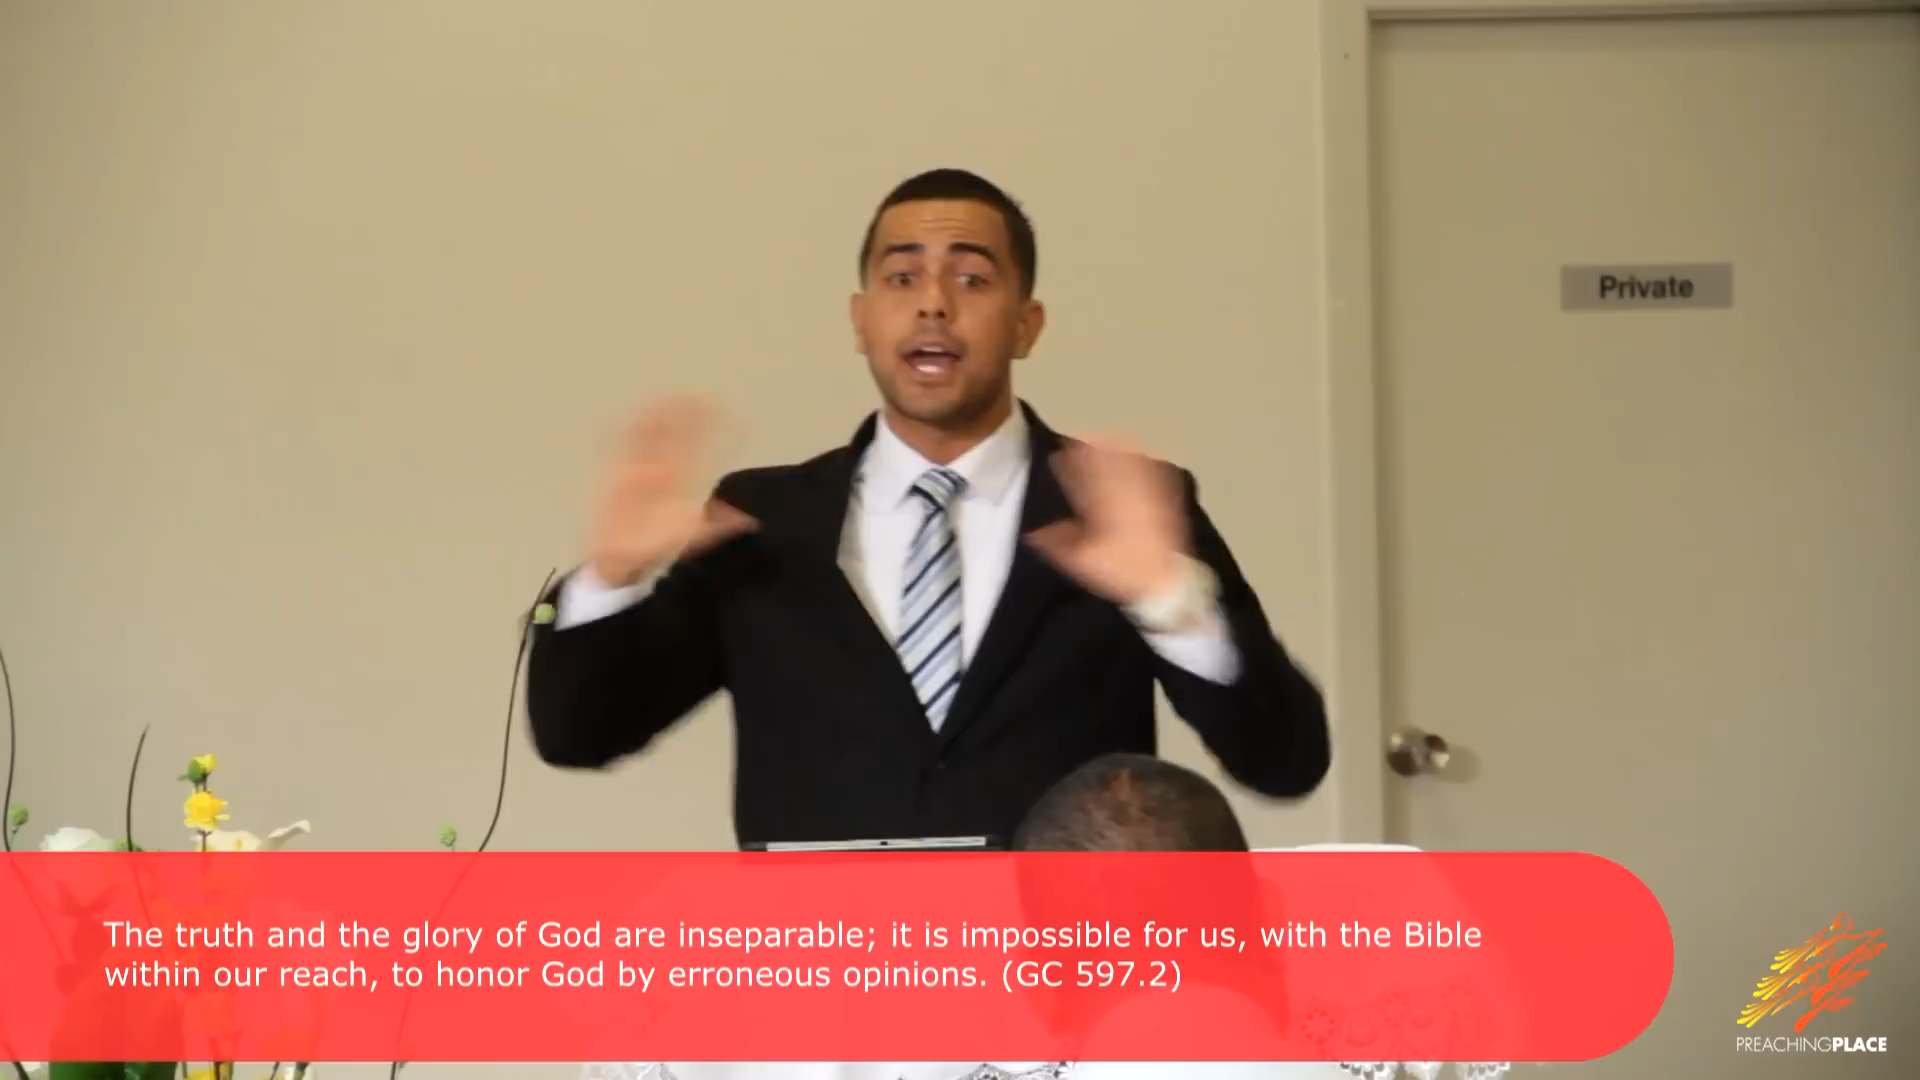 Private
The truth and the glory of God are inseparable; it is impossible for us, with the Bible
within our reach, to honor God by erroneous opinions. (GC 597.2)
PREACHINGPLACE